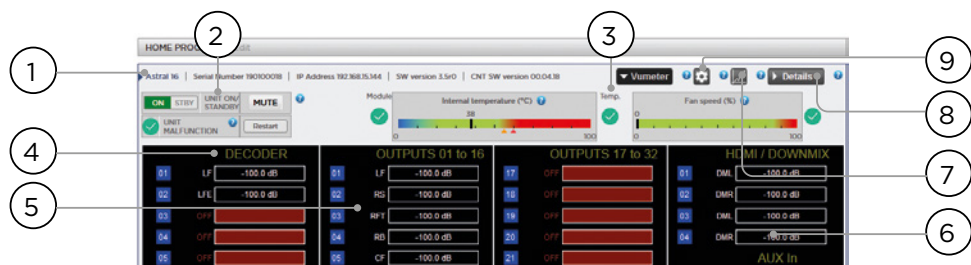 2
3
9
1
8
7
4
5
6
HOME PRO
dit
Astral 16 | Serial Number 190100018 | IP Address 192.168.15.144 | SW version 3.5r0 | CNT SW version 00.04.18
Vumeter ? ? ? Details ?
ON STBY UNIT ON/ STANDBY MUTE ?
UNIT MALFUNCTION ? Restart
Module
Internal temperature (°C) ?
38
0 100
Temp.
Fan speed (%) ?
0
0 100
DECODER OUTPUTS 01 to 16 OUTPUTS 17 to 32 HDMI / DOWNMIX
01 LF -100.0 dB 01 LF -100.0 dB 17 OFF 01 DML -100.0 dB
02 LFE -100.0 dB 02 RS -100.0 dB 18 OFF 02 DMR -100.0 dB
03 OFF 03 RFT -100.0 dB 19 OFF 03 DML -100.0 dB
04 OFF 04 RB -100.0 dB 20 OFF 04 DMR -100.0 dB
05 OFF 05 CF -100.0 dB 21 OFF AUX In